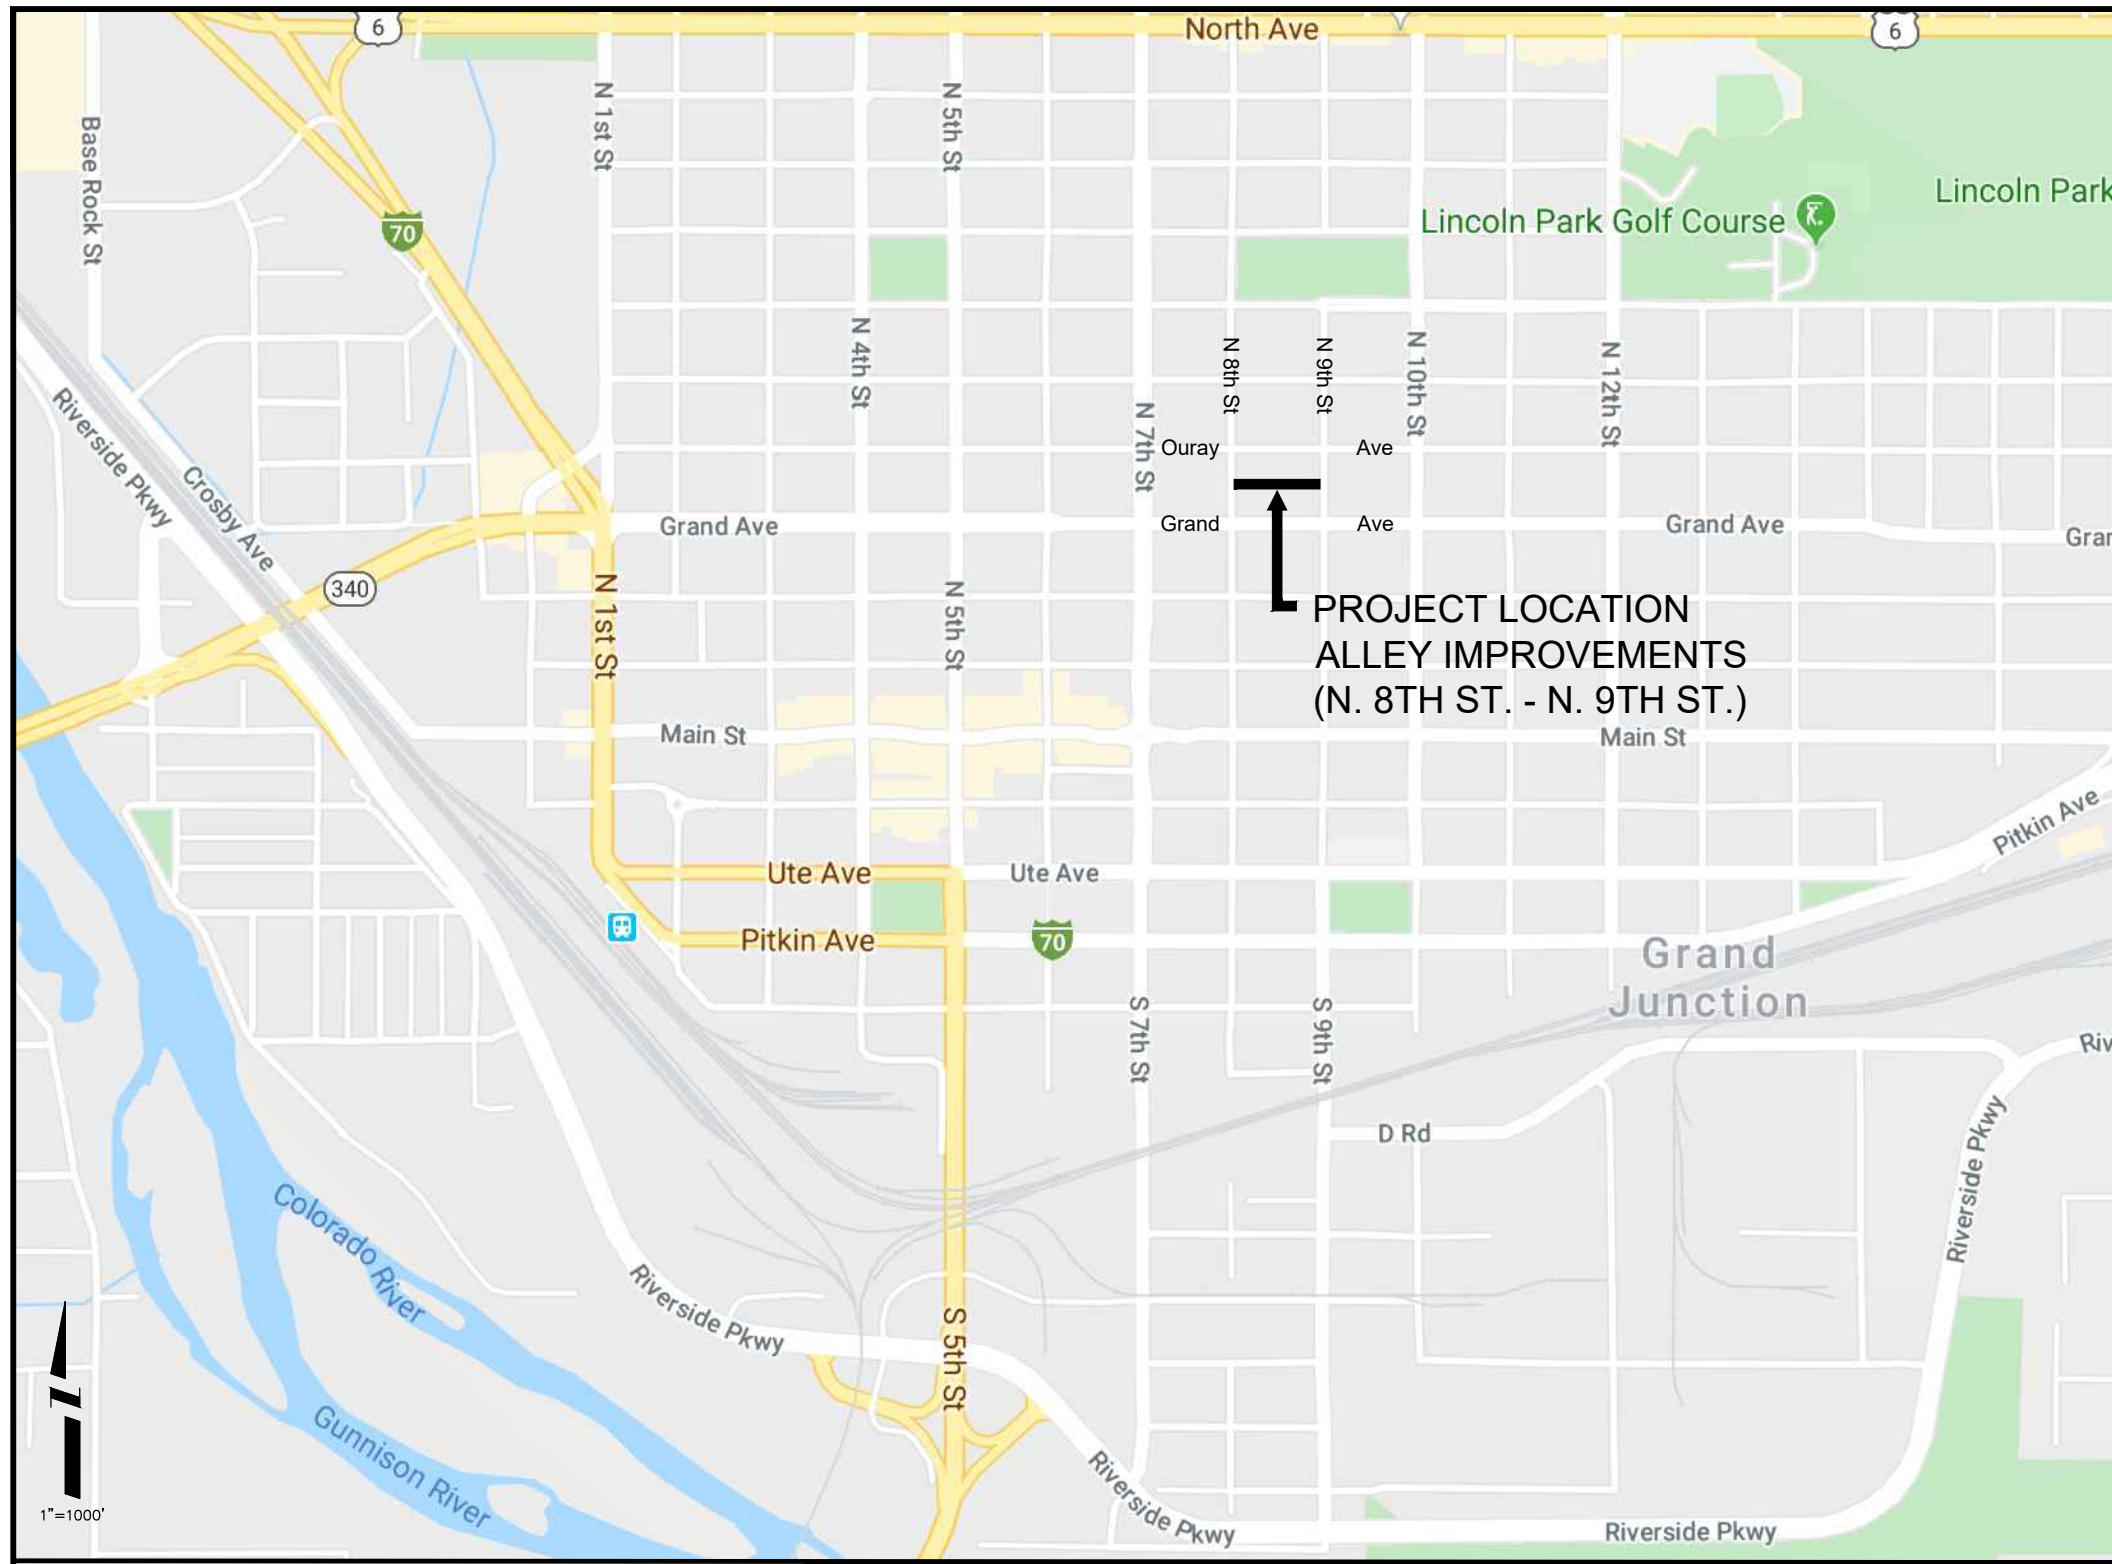 6
North Ave
6
N 1st St
N 5th St
Base Rock St
70
Lincoln Park
Lincoln Park Golf Course
N 4th St
N 8th St
N 9th St
N 10th St
N 12th St
N 7th St
Riverside Pkwy
Crosby Ave
Ouray Ave
Grand Ave
Grand Ave
Grand Ave
Gran
340
N 1st St
N 5th St
PROJECT LOCATION
ALLEY IMPROVEMENTS
(N. 8TH ST. - N. 9TH ST.)
Main St
Main St
Pitkin Ave
Ute Ave
Ute Ave
Pitkin Ave
70
Grand
Junction
S 7th St
S 9th St
Riv
D Rd
Riverside Pkwy
Colorado River
Riverside Pkwy
S 5th St
Gunnison River
Riverside Pkwy
Riverside Pkwy
1"=1000'